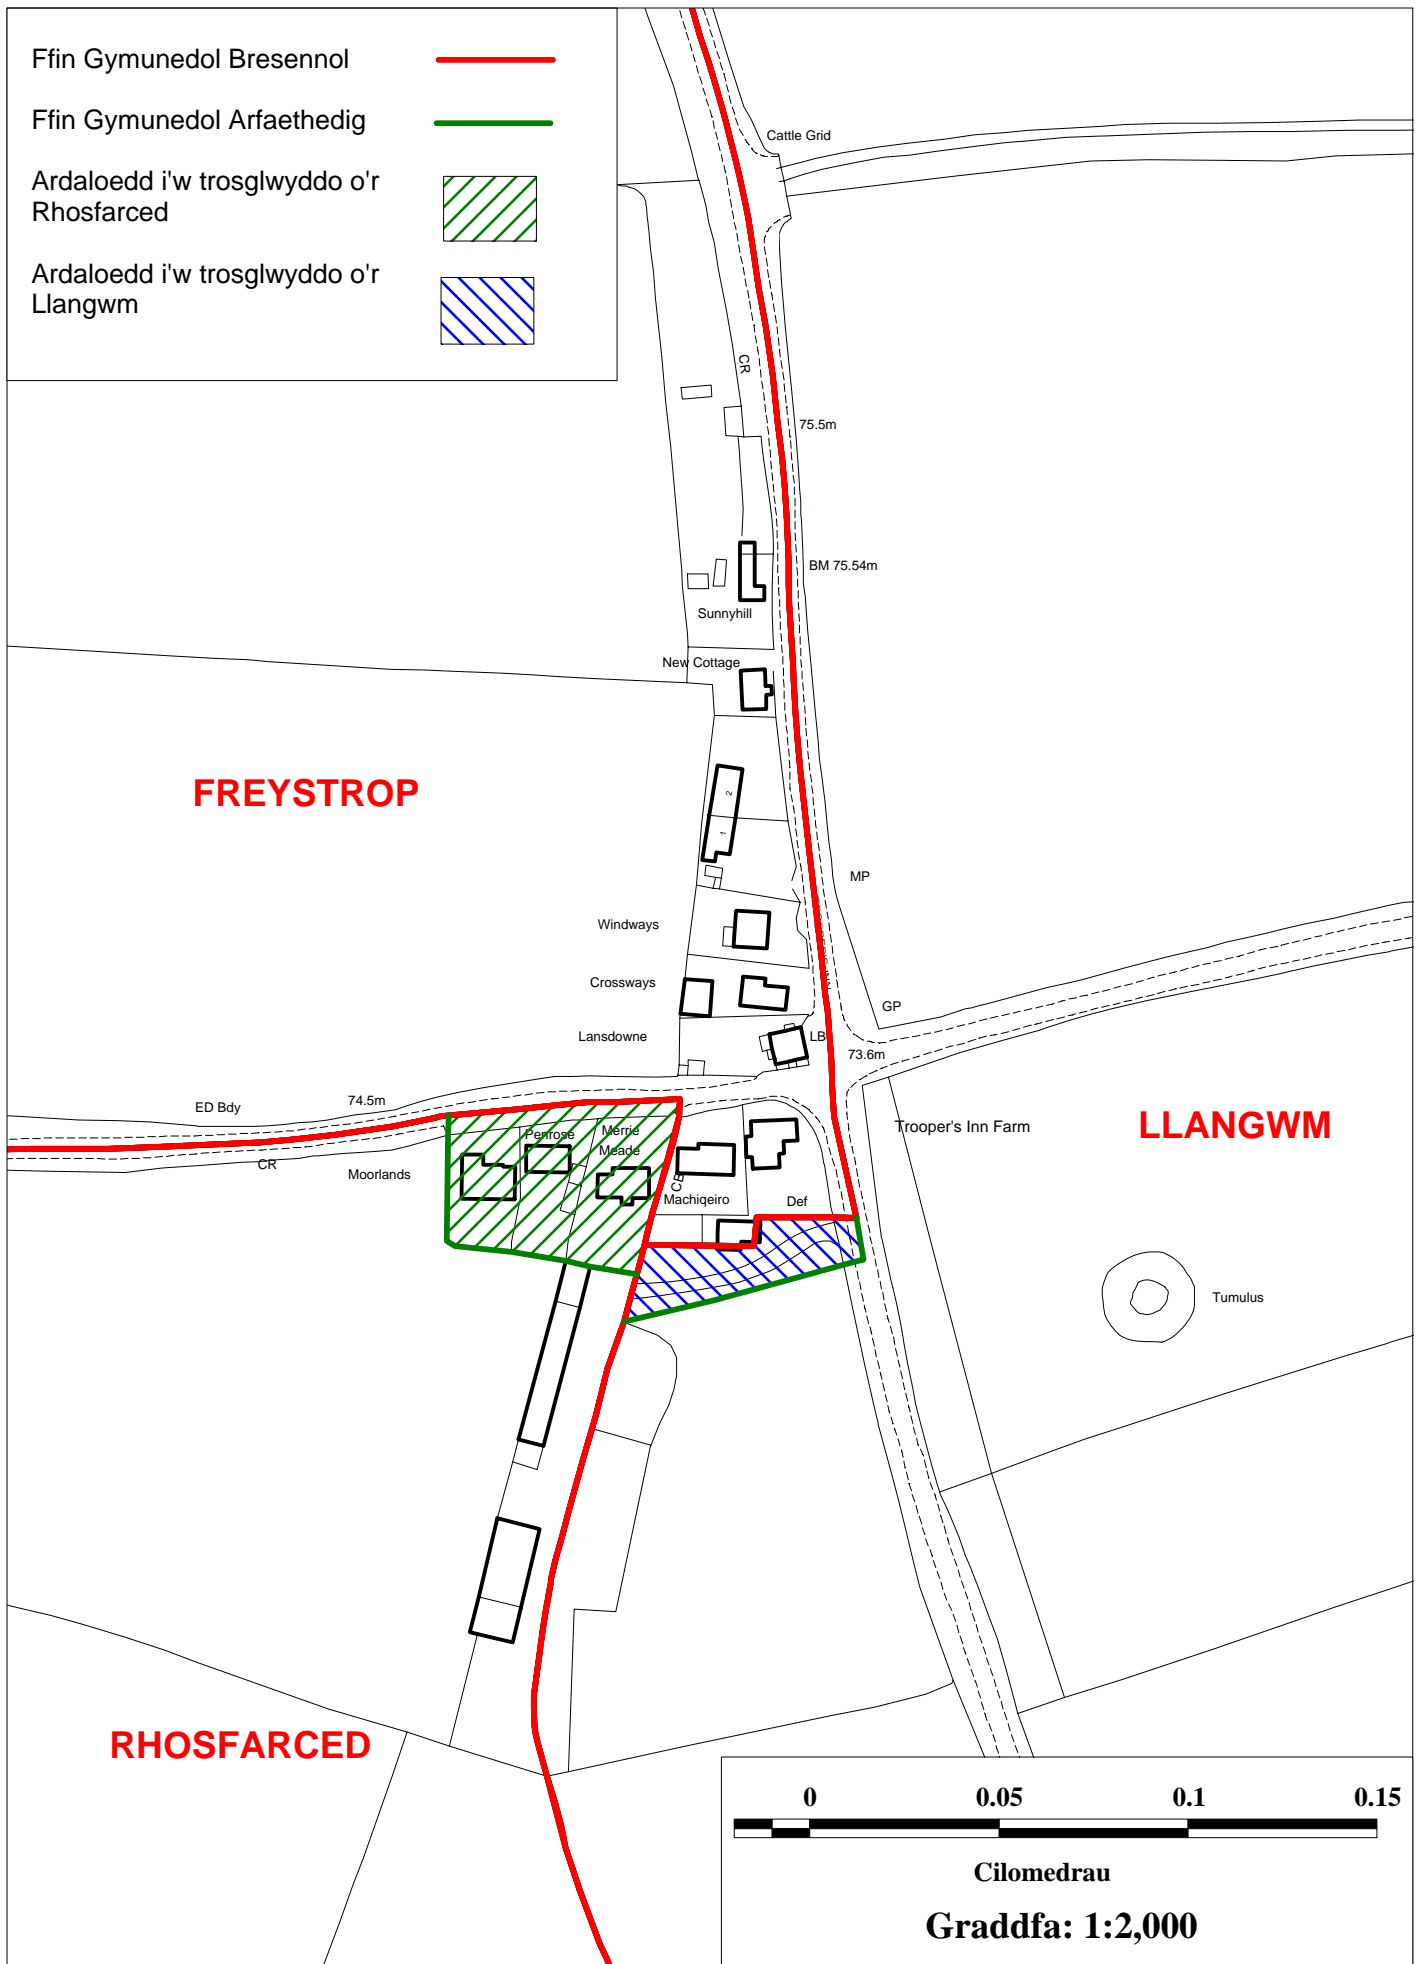 Ffin Gymunedol Bresennol
Ffin Gymunedol Arfaethedig
Ardaloedd i'w trosglwyddo o'r
Rhosfarced
Ardaloedd i'w trosglwyddo o'r
Llangwm
Cattle Grid
CR
75.5m
BM 75.54m
Sunnyhill
New Cottage
FREYSTROP
2
1
MP
Windways
Crossways
GP
Lansdowne
LB
73.6m
ED Bdy
74.5m
Trooper's Inn Farm
LLANGWM
Penrose
Merrie
Meade
CR
Moorlands
CB
Machiqeiro
Def
Tumulus
RHOSFARCED
0
0.05
0.1
0.15
Cilomedrau
Graddfa: 1:2,000